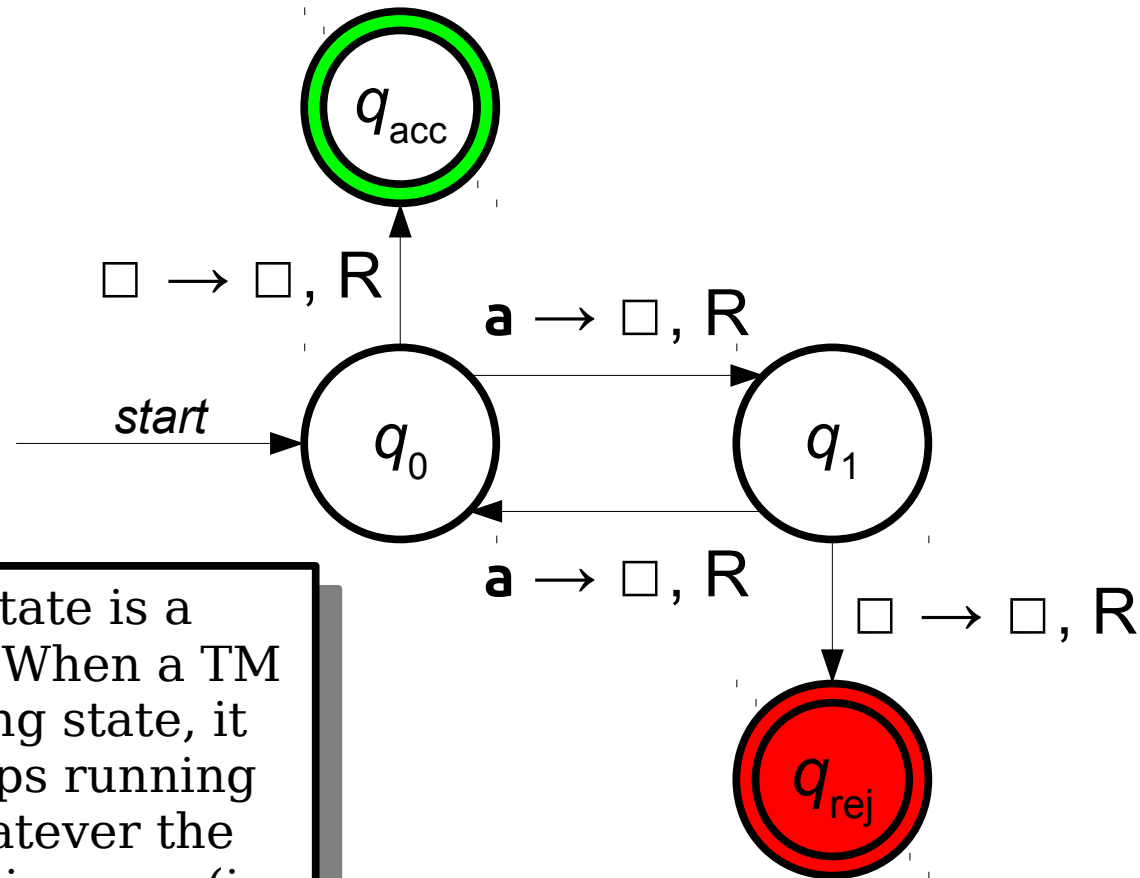 q_acc
□ → □, R
a → □, R
start
q_0
q_1
a → □, R
□ → □, R
tate is a
When a TM
ng state, it
ps running
atever the
q_rej